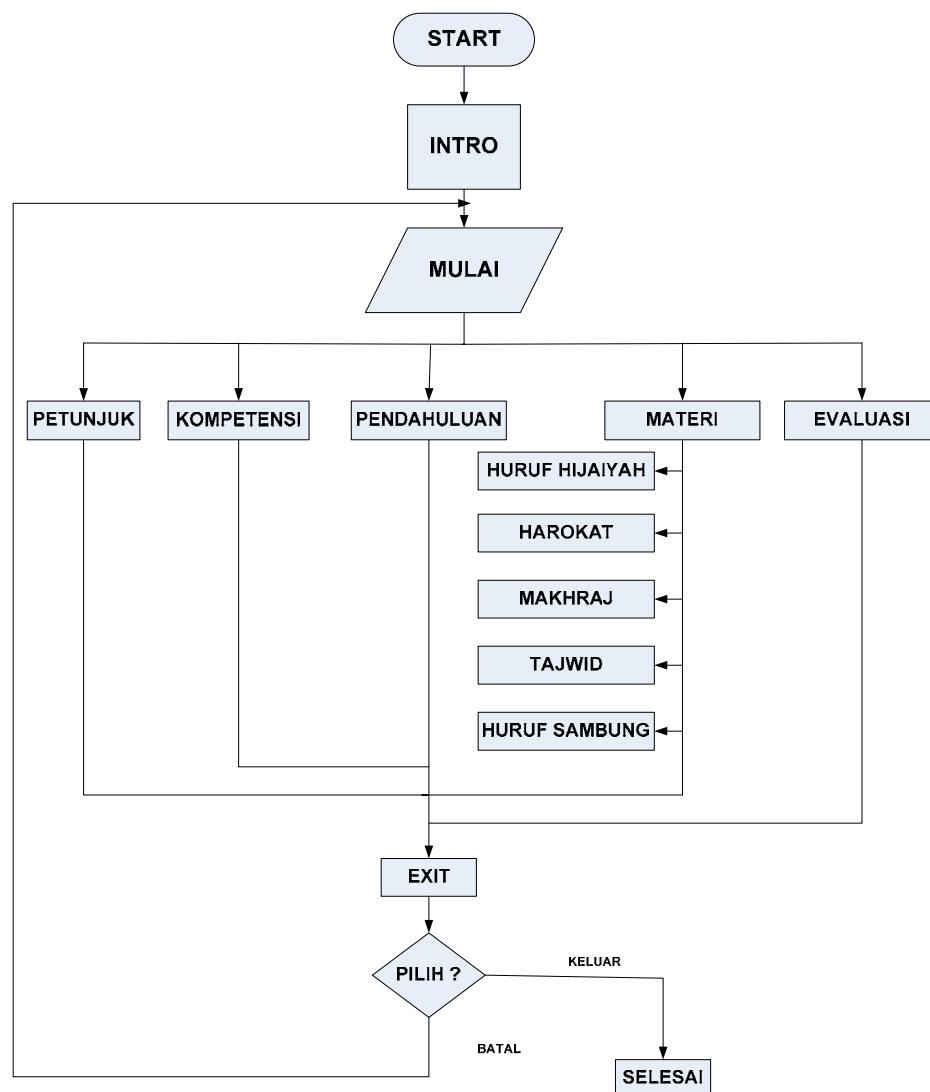 START
INTRO
MULAI
PETUNJUK
KOMPETENSI
PENDAHULUAN
MATERI
EVALUASI
HURUF HIJAIYAH
HAROKAT
MAKHRAJ
TAJWID
HURUF SAMBUNG
EXIT
PILIH ?
KELUAR
BATAL
SELESAI